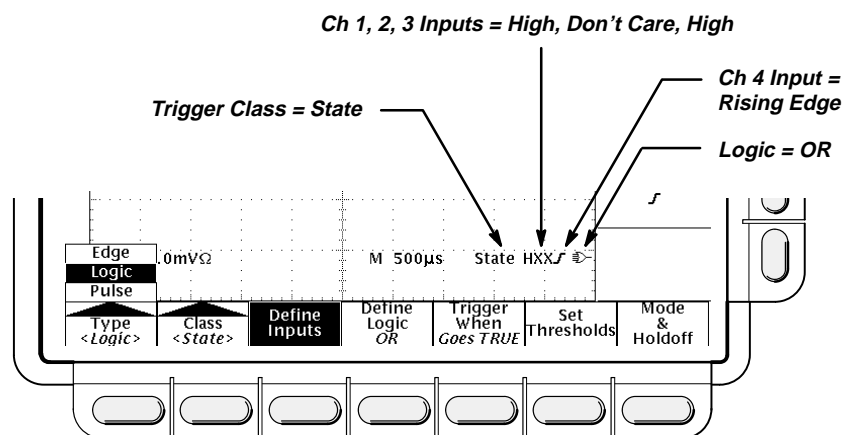 Ch 1, 2, 3 Inputs = High, Don't Care, High
Ch 4 Input =
Rising Edge
Trigger Class = State
Logic = OR
Edge
Logic
Pulse
.0mVΩ
M 500µs
State HXX
Type
<Logic>
Class
<State>
Define
Inputs
Define
Logic
OR
Trigger
When
Goes TRUE
Set
Thresholds
Mode
&
Holdoff